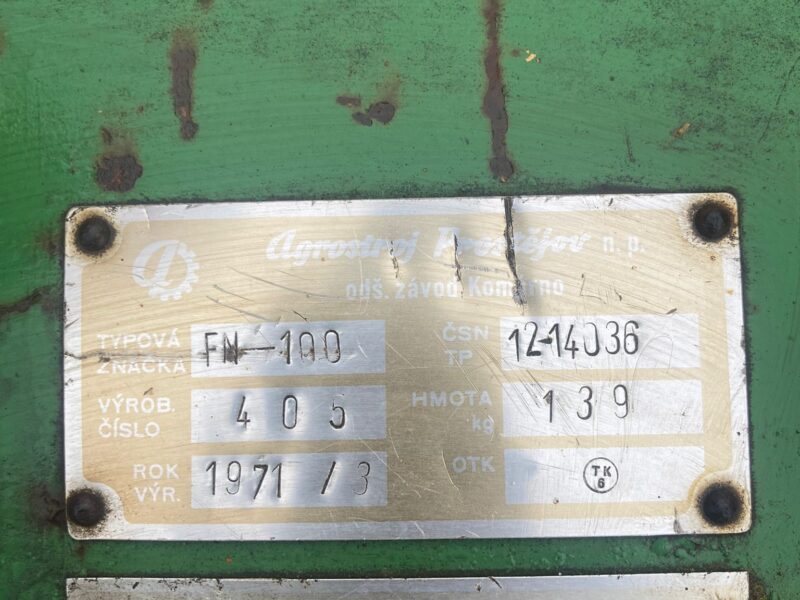 Agrostroj Prostějov n. p.
odš. závod Komárno
TYPOVÁ ZNAČKA FN-100
ČSN TP 12-14036
VÝROB. ČÍSLO 405
HMOTA kg 139
ROK VÝR. 1971 / 3
OTK TK 6